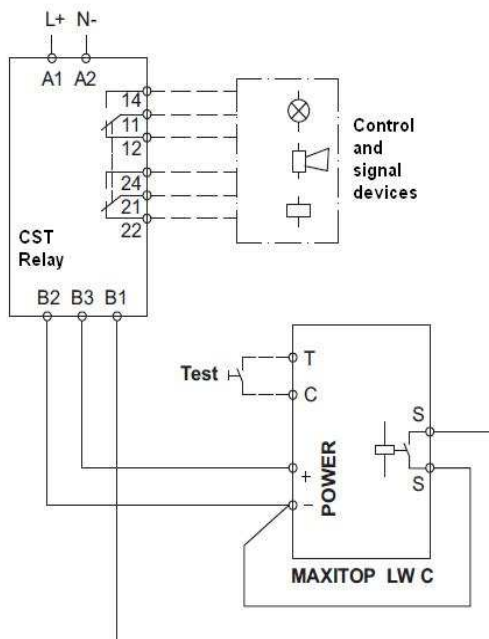 L+ N-
A1 A2
14
11
12
24
21
22
CST
Relay
B2 B3 B1
Control
and
signal
devices
Test
T
C
S
S
+
-
POWER
MAXITOP LW C